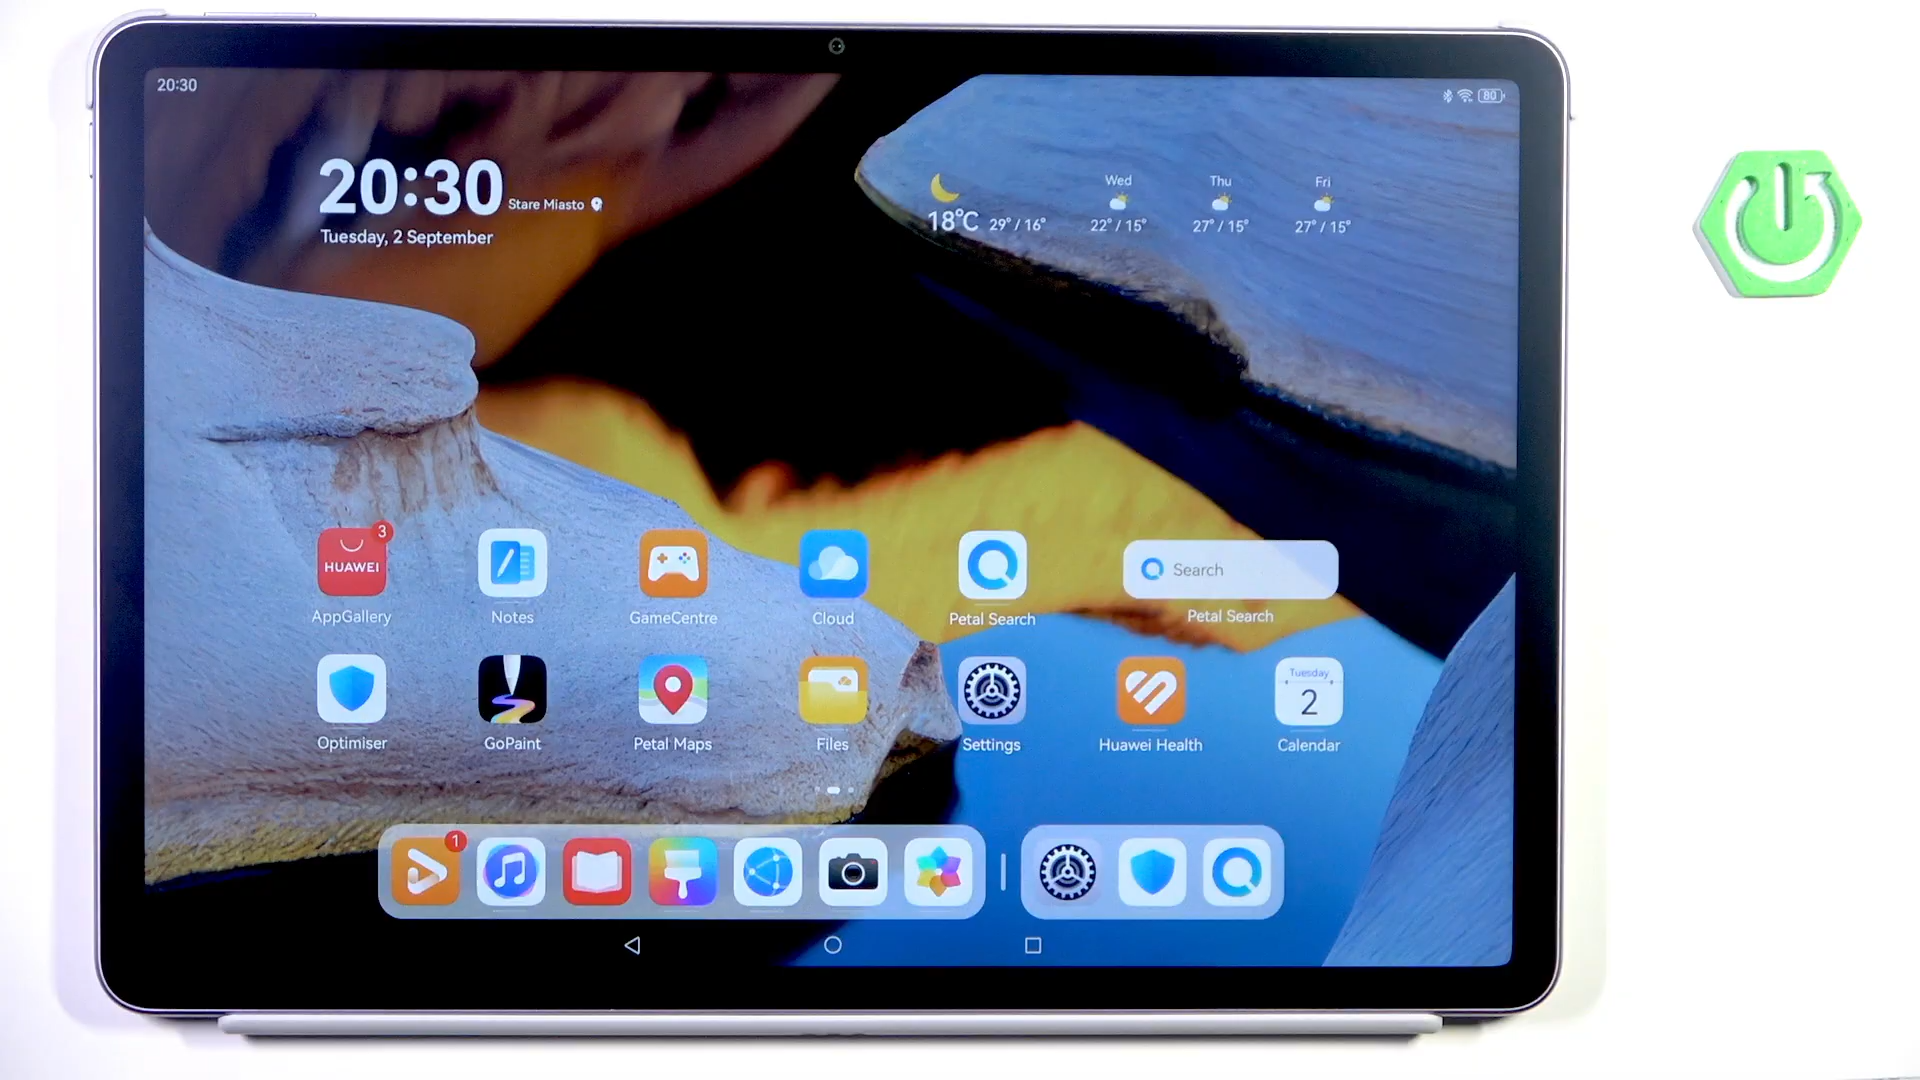 20:30
80
20:30 Stare Miasto
Tuesday, 2 September
18°C 29° / 16°
Wed
22° / 15°
Thu
27° / 15°
Fri
27° / 15°
3
HUAWEI
AppGallery
Notes
GameCentre
Cloud
Petal Search
Search
Petal Search
Optimiser
GoPaint
Petal Maps
Files
Settings
Huawei Health
Tuesday
2
Calendar
1